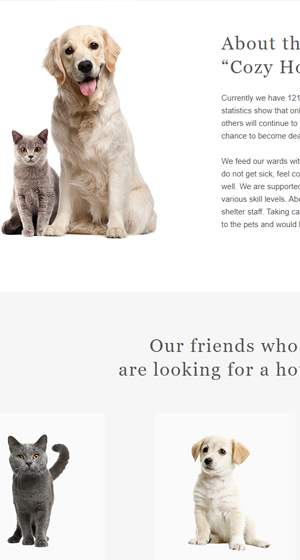 About th
“Cozy Ho
Currently we have 121
statistics show that onl
others will continue to
chance to become dea
We feed our wards wit
do not get sick, feel co
well. We are supported
various skill levels. Abo
shelter staff. Taking ca
to the pets and would l
Our friends who
are looking for a ho